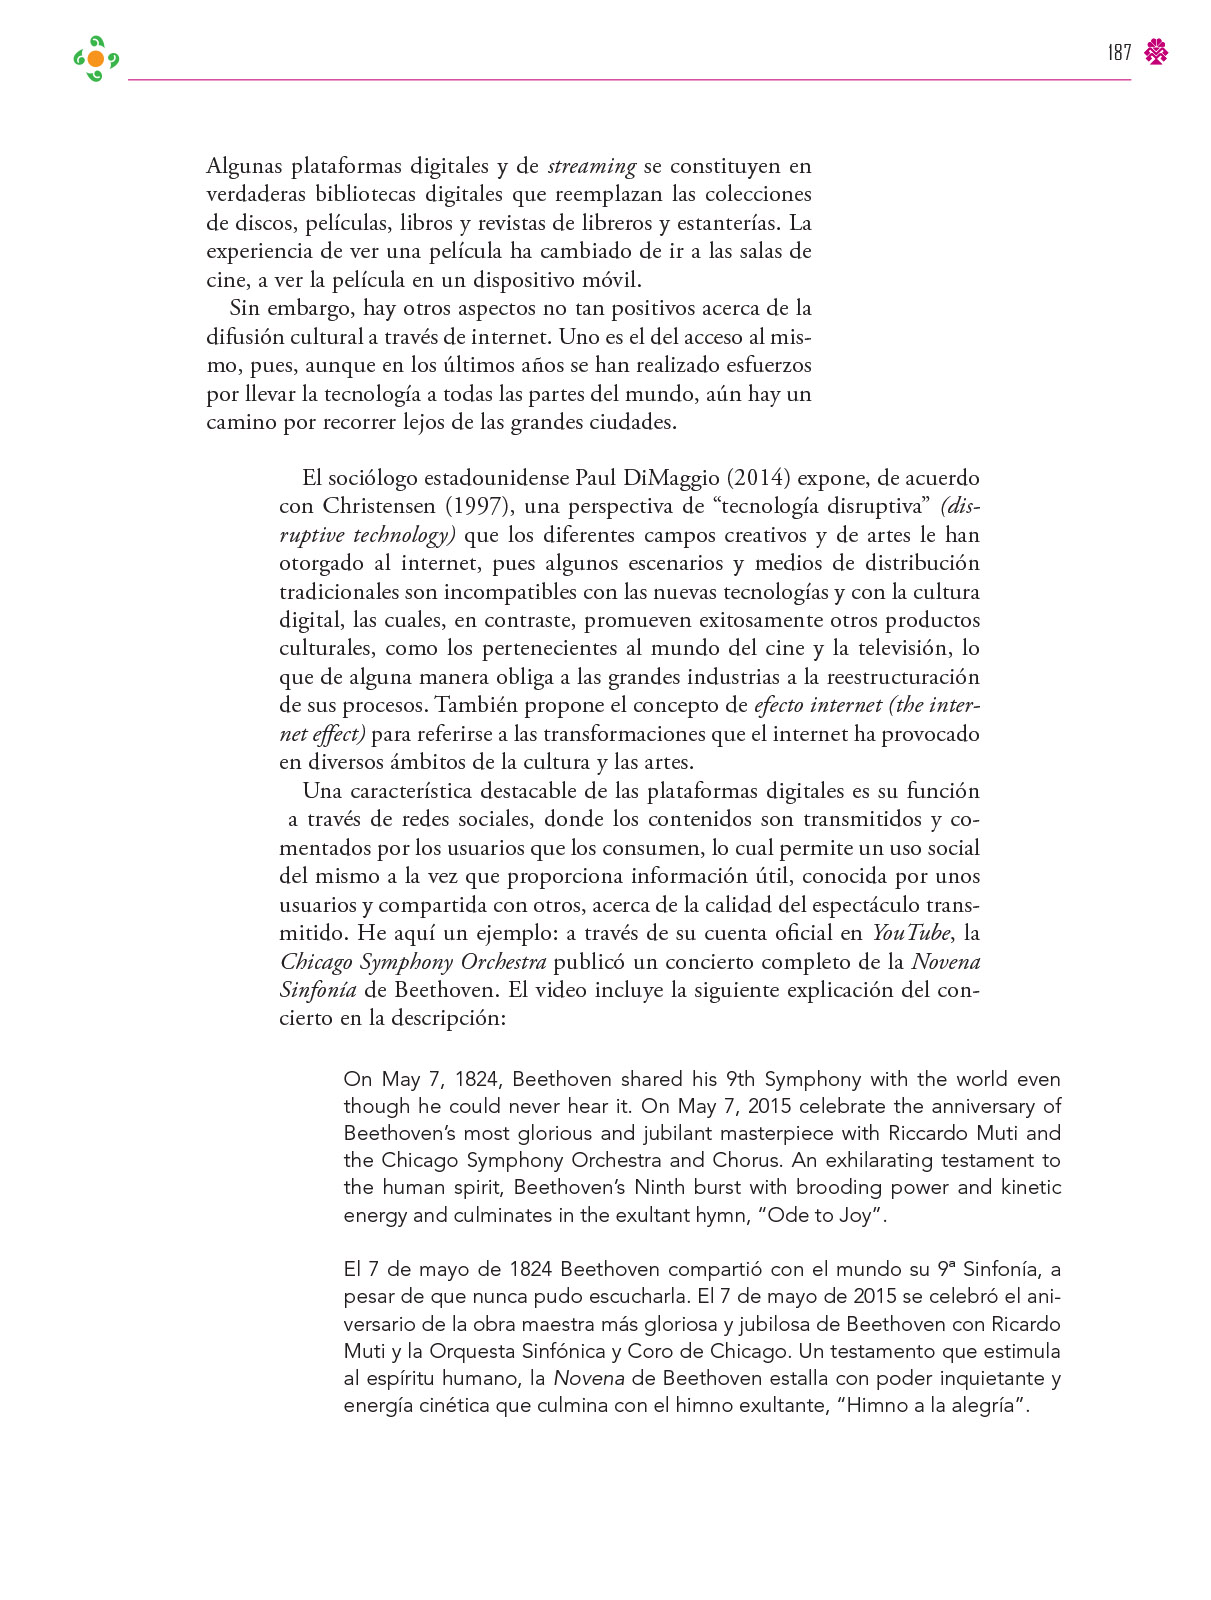 187
Algunas plataformas digitales y de streaming se constituyen en
verdaderas bibliotecas digitales que reemplazan las colecciones
de discos, películas, libros y revistas de libreros y estanterías. La
experiencia de ver una película ha cambiado de ir a las salas de
cine, a ver la película en un dispositivo móvil.
Sin embargo, hay otros aspectos no tan positivos acerca de la
difusión cultural a través de internet. Uno es el del acceso al mis-
mo, pues, aunque en los últimos años se han realizado esfuerzos
por llevar la tecnología a todas las partes del mundo, aún hay un
camino por recorrer lejos de las grandes ciudades.
El sociólogo estadounidense Paul DiMaggio (2014) expone, de acuerdo
con Christensen (1997), una perspectiva de “tecnología disruptiva” (dis-
ruptive technology) que los diferentes campos creativos y de artes le han
otorgado al internet, pues algunos escenarios y medios de distribución
tradicionales son incompatibles con las nuevas tecnologías y con la cultura
digital, las cuales, en contraste, promueven exitosamente otros productos
culturales, como los pertenecientes al mundo del cine y la televisión, lo
que de alguna manera obliga a las grandes industrias a la reestructuración
de sus procesos. También propone el concepto de efecto internet (the inter-
net effect) para referirse a las transformaciones que el internet ha provocado
en diversos ámbitos de la cultura y las artes.
Una característica destacable de las plataformas digitales es su función
a través de redes sociales, donde los contenidos son transmitidos y co-
mentados por los usuarios que los consumen, lo cual permite un uso social
del mismo a la vez que proporciona información útil, conocida por unos
usuarios y compartida con otros, acerca de la calidad del espectáculo trans-
mitido. He aquí un ejemplo: a través de su cuenta oficial en YouTube, la
Chicago Symphony Orchestra publicó un concierto completo de la Novena
Sinfonía de Beethoven. El video incluye la siguiente explicación del con-
cierto en la descripción:
On May 7, 1824, Beethoven shared his 9th Symphony with the world even
though he could never hear it. On May 7, 2015 celebrate the anniversary of
Beethoven’s most glorious and jubilant masterpiece with Riccardo Muti and
the Chicago Symphony Orchestra and Chorus. An exhilarating testament to
the human spirit, Beethoven’s Ninth burst with brooding power and kinetic
energy and culminates in the exultant hymn, “Ode to Joy”.
El 7 de mayo de 1824 Beethoven compartió con el mundo su 9ª Sinfonía, a
pesar de que nunca pudo escucharla. El 7 de mayo de 2015 se celebró el ani-
versario de la obra maestra más gloriosa y jubilosa de Beethoven con Ricardo
Muti y la Orquesta Sinfónica y Coro de Chicago. Un testamento que estimula
al espíritu humano, la Novena de Beethoven estalla con poder inquietante y
energía cinética que culmina con el himno exultante, “Himno a la alegría”.